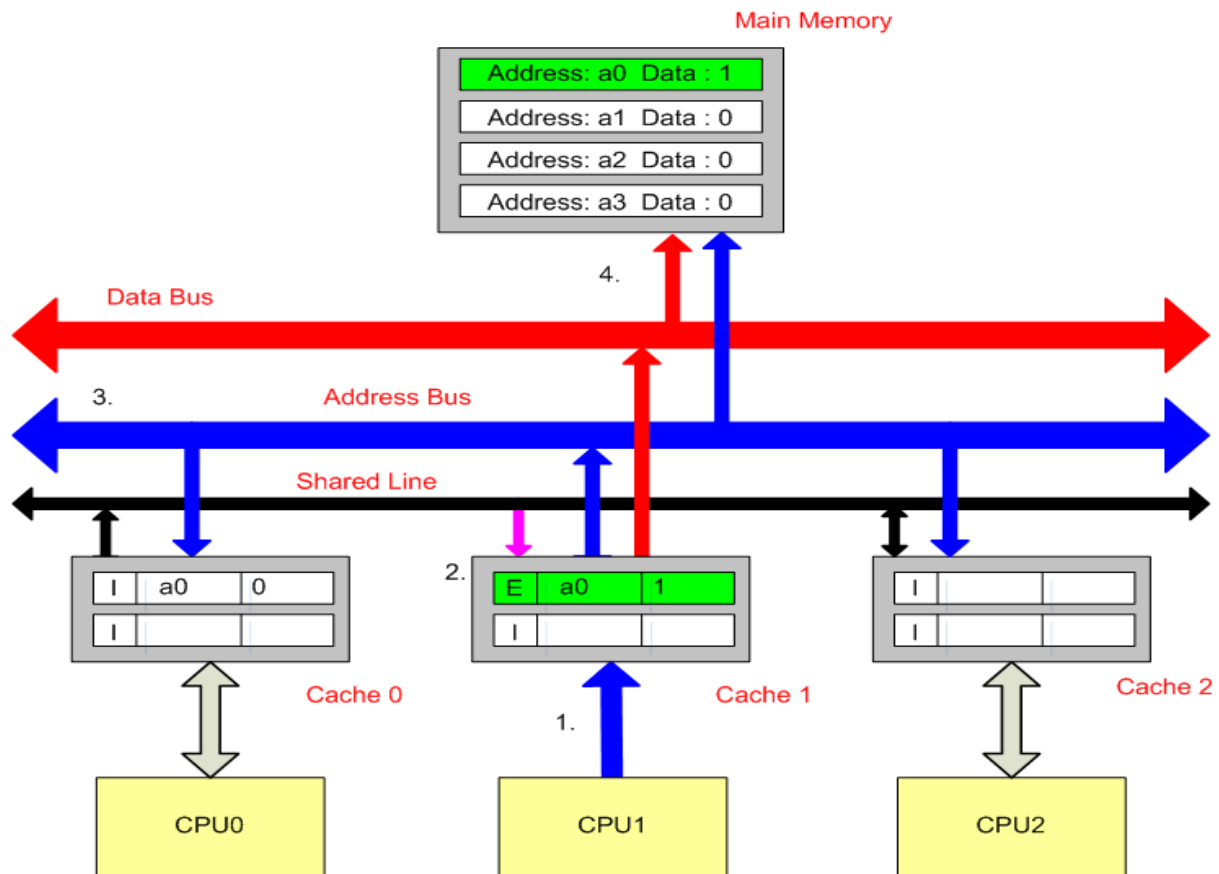 Main Memory
Address: a0 Data : 1
Address: a1 Data : 0
Address: a2 Data : 0
Address: a3 Data : 0
4.
Data Bus
3.
Address Bus
Shared Line
2.
I a0 0
I
E a0 1
I
I
I
Cache 0
Cache 1
Cache 2
1.
CPU0
CPU1
CPU2